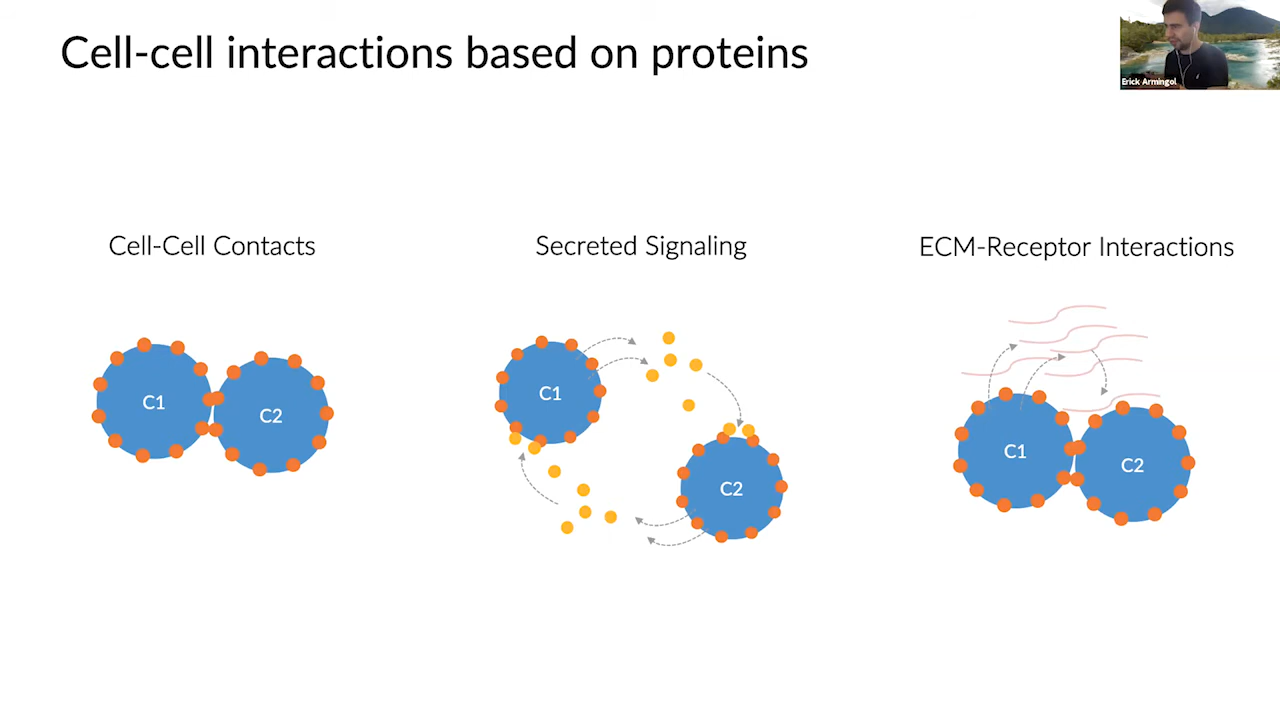 Cell-cell interactions based on proteins
Erick Armingol
Cell-Cell Contacts
Secreted Signaling
ECM-Receptor Interactions
C1
C2
C1
C2
C1
C2